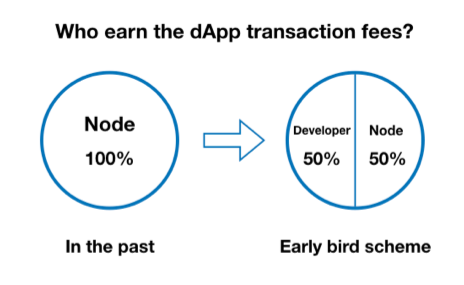 Who earn the dApp transaction fees?
Node
100%
Developer
50%
Node
50%
In the past
Early bird scheme